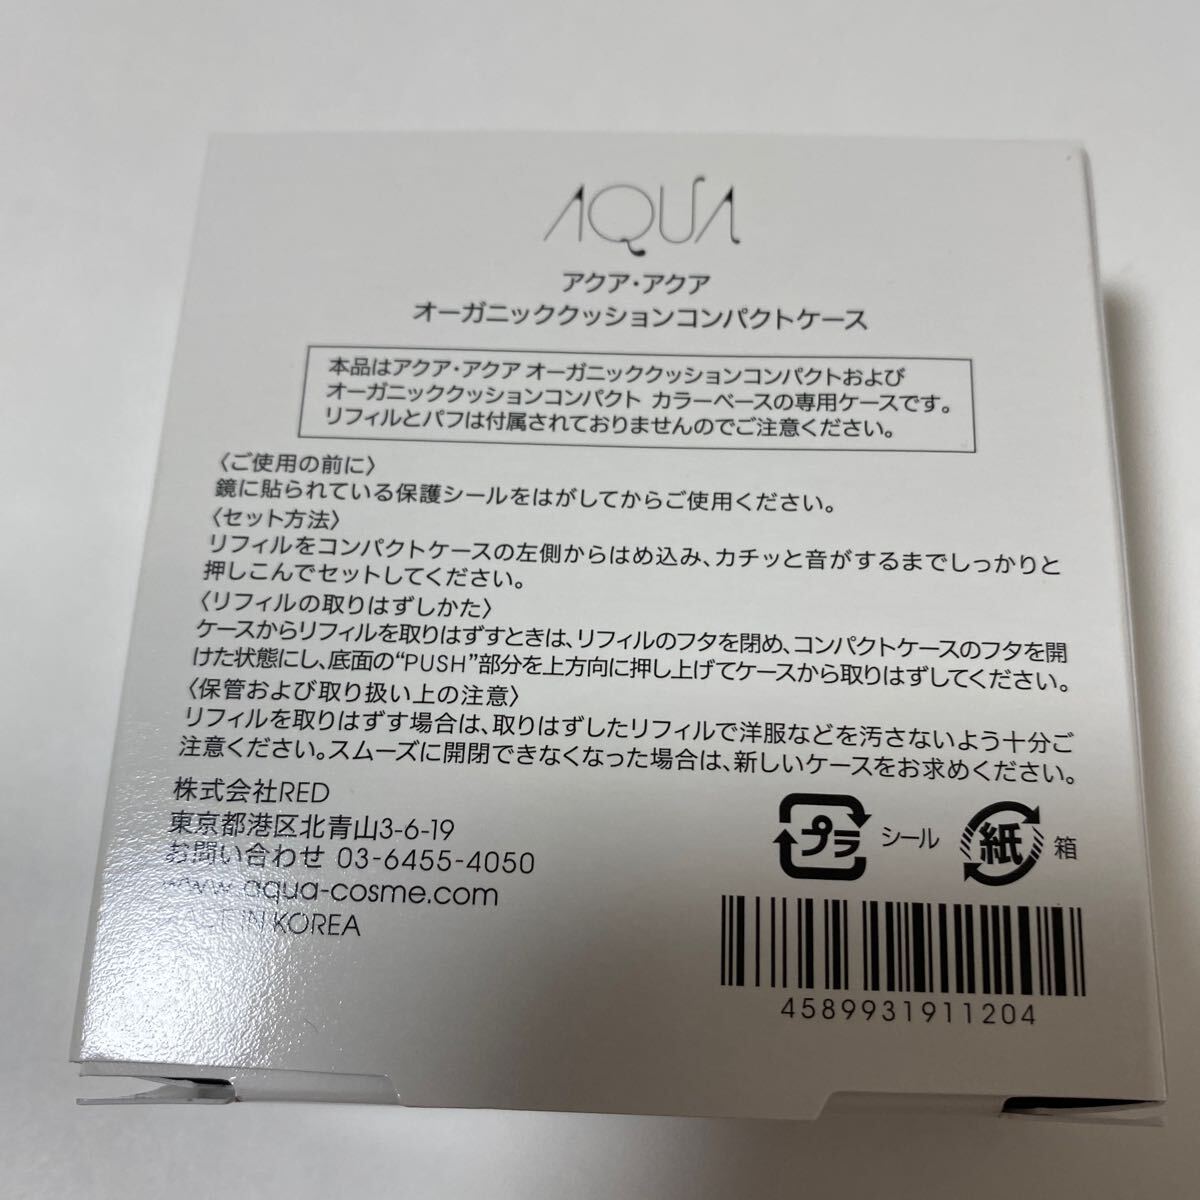 AQUA
アクア・アクア
オーガニッククッションコンパクトケース
本品はアクア・アクア オーガニッククッションコンパクトおよび
オーガニッククッションコンパクト カラーベースの専用ケースです。
リフィルとパフは付属されておりませんのでご注意ください。
〈ご使用の前に〉
鏡に貼られている保護シールをはがしてからご使用ください。
〈セット方法〉
リフィルをコンパクトケースの左側からはめ込み、カチッと音がするまでしっかりと
押しこんでセットしてください。
〈リフィルの取りはずしかた〉
ケースからリフィルを取りはずすときは、リフィルのフタを閉め、コンパクトケースのフタを開
けた状態にし、底面の“PUSH”部分を上方向に押し上げてケースから取りはずしてください。
〈保管および取り扱い上の注意〉
リフィルを取りはずす場合は、取りはずしたリフィルで洋服などを汚さないよう十分ご
注意ください。スムーズに開閉できなくなった場合は、新しいケースをお求めください。
株式会社RED
東京都港区北青山3-6-19
お問い合わせ 03-6455-4050
www.aqua-cosme.com
MADE IN KOREA
プラ シール
紙 箱
4589931911204